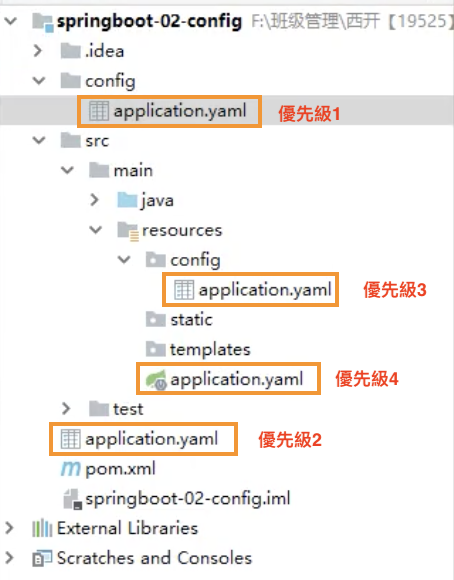 springboot-02-config F:\班级管理\西开【19525】
.idea
config
application.yaml 優先級1
src
main
java
resources
config
application.yaml 優先級3
static
templates
application.yaml 優先級4
test
application.yaml 優先級2
pom.xml
springboot-02-config.iml
External Libraries
Scratches and Consoles